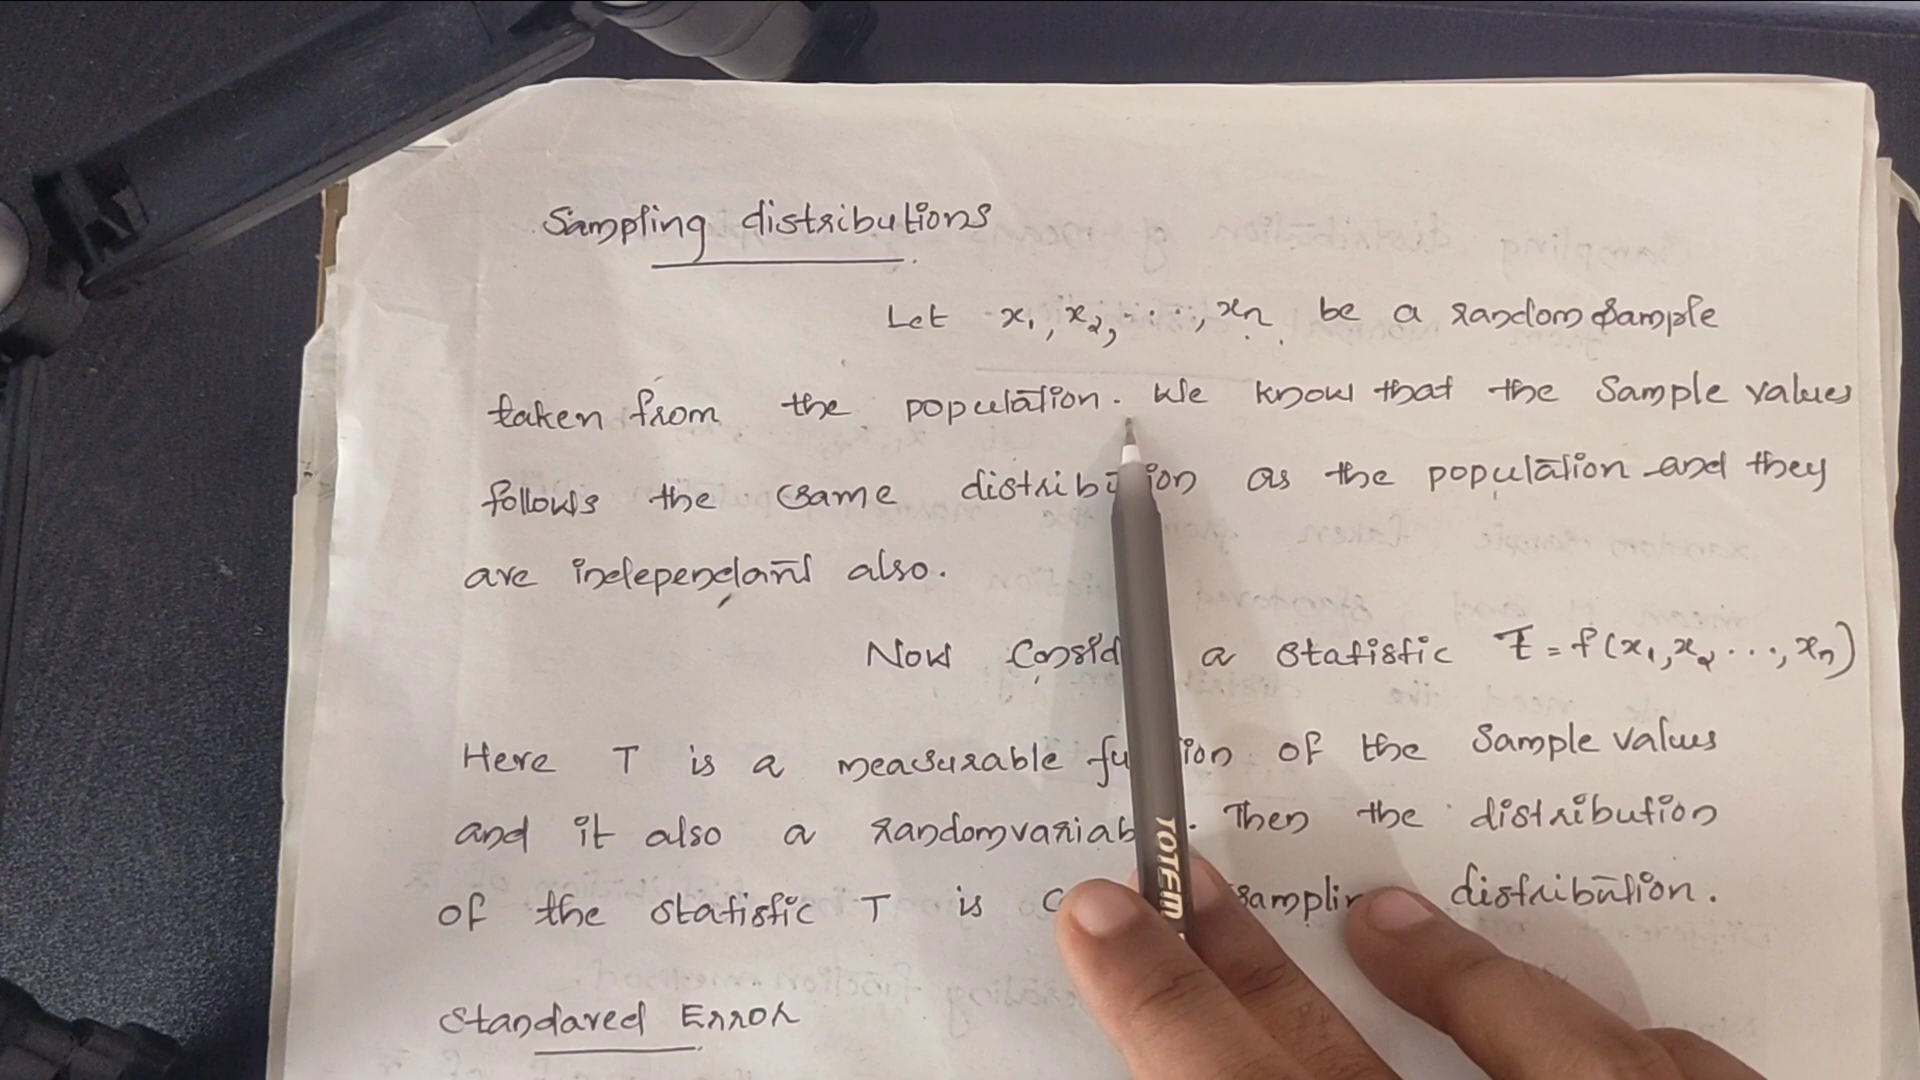 Sampling distributions
Let x₁, x₂, ..., xn be a random sample
taken from the population. We know that the sample values
follows the same distribution as the population and they
are independant also.
Now Consid a statistic T = f(x₁, x₂ ..., xn)
Here T is a measurable fu ion of the sample values
and it also a randomvariab . Then the distribution
of the statistic T is samplin distribution.
Standared Error
TOTEM